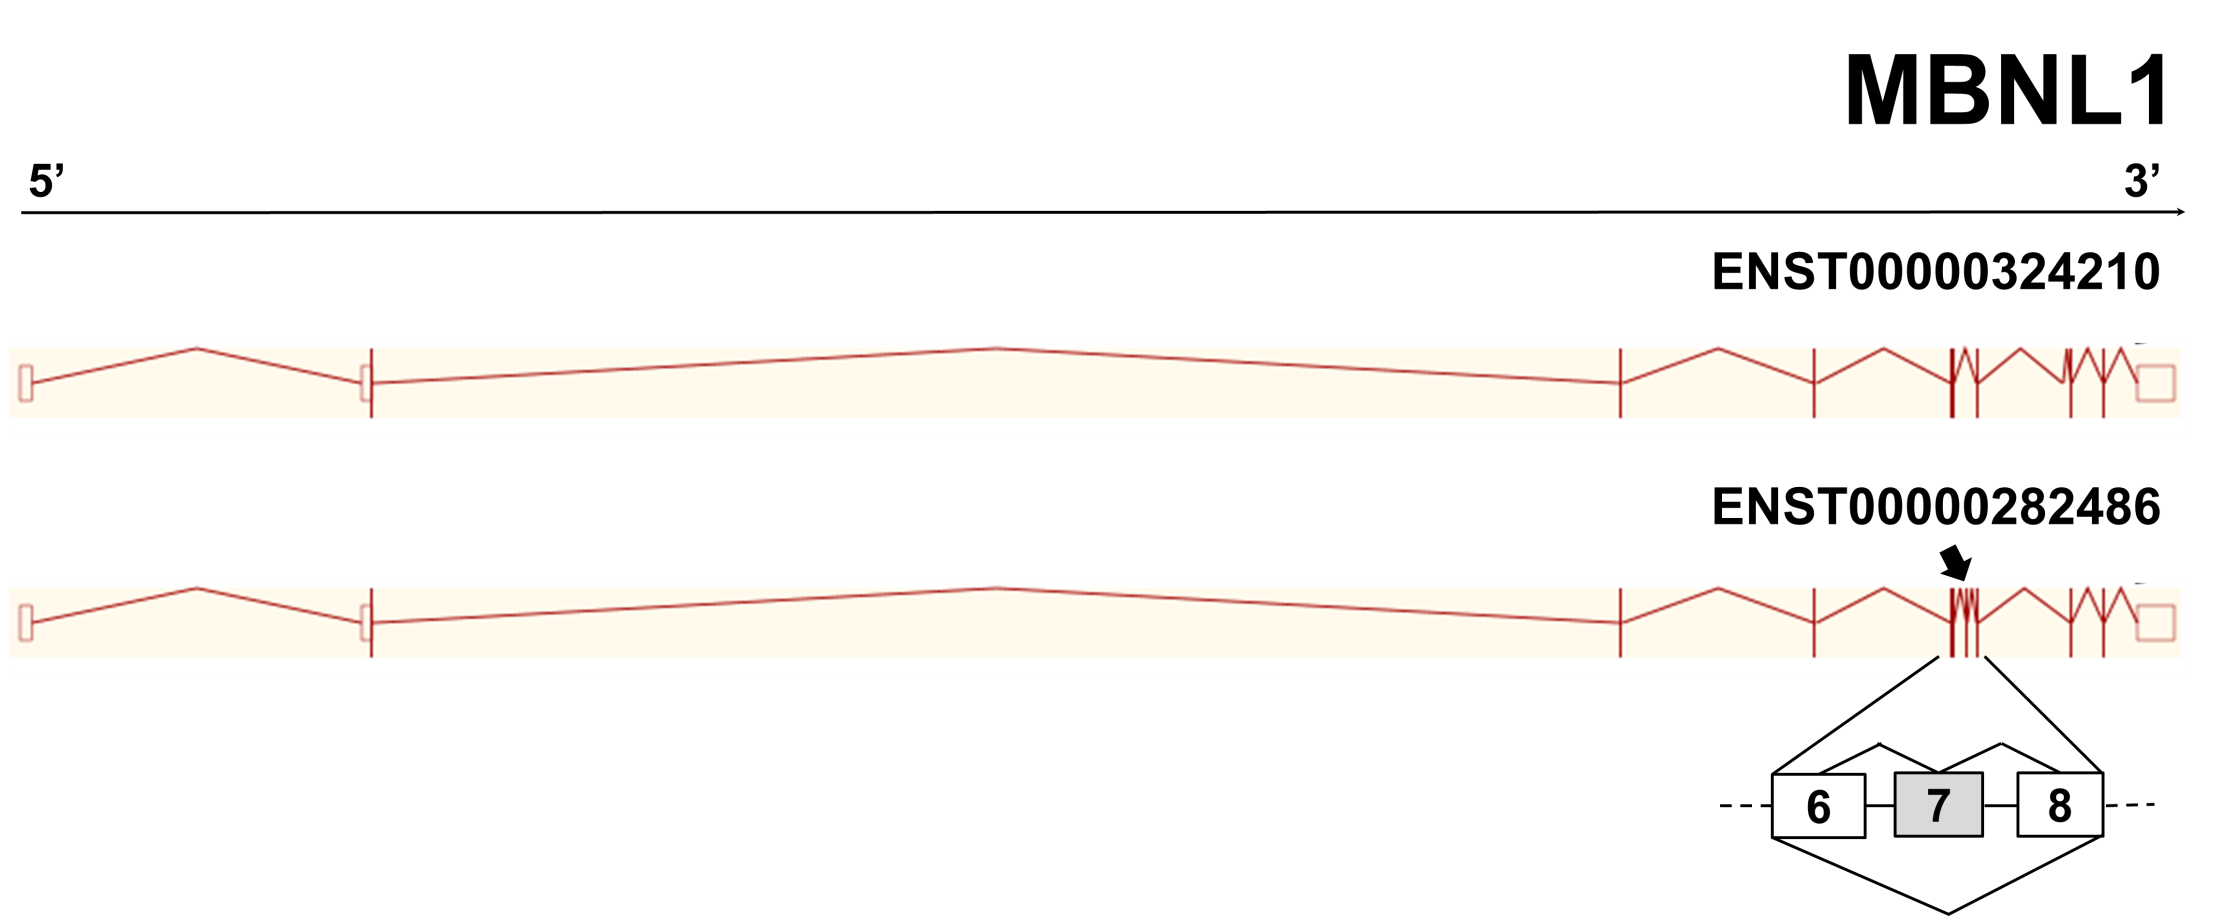 MBNL1
5’ 3’
ENST00000324210
ENST00000282486
6 7 8